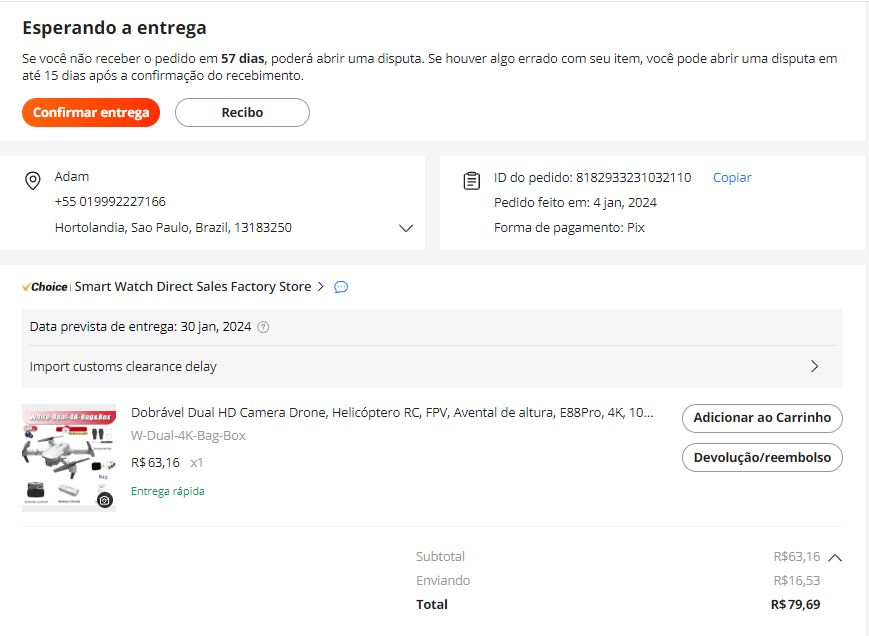 Esperando a entrega
Se você não receber o pedido em 57 dias, poderá abrir uma disputa. Se houver algo errado com seu item, você pode abrir uma disputa em
até 15 dias após a confirmação do recebimento.
Confirmar entrega
Recibo
Adam
+55 019992227166
Hortolandia, Sao Paulo, Brazil, 13183250
ID do pedido: 8182933231032110 Copiar
Pedido feito em: 4 jan, 2024
Forma de pagamento: Pix
Choice | Smart Watch Direct Sales Factory Store
Data prevista de entrega: 30 jan, 2024
Import customs clearance delay
White-Dual-4K-Bag&Box
Bag
Dobrável Dual HD Camera Drone, Helicóptero RC, FPV, Avental de altura, E88Pro, 4K, 10...
W-Dual-4K-Bag-Box
R$63,16 x1
Entrega rápida
Adicionar ao Carrinho
Devolução/reembolso
Subtotal R$63,16
Enviando R$16,53
Total R$79,69